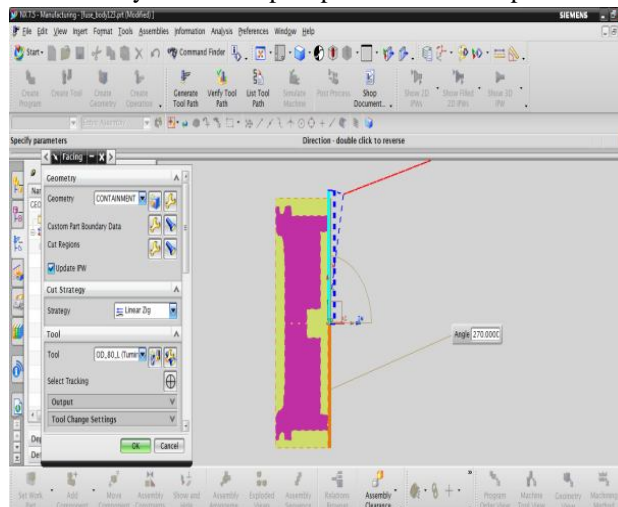 NX 7.5 - Manufacturing - [fuse_body123.prt (Modified)]
SIEMENS
File Edit View Insert Format Tools Assemblies Information Analysis Preferences Window Help
Start
Command Finder
Create Program
Create Tool
Create Geometry
Create Operation
Generate Tool Path
Verify Tool Path
List Tool Path
Simulate Machine
Post Process
Shop Document..
Show 2D IPWs
Show Filled 2D IPWs
Show 3D IPW
Entire Assembly
Specify parameters
Direction - double click to reverse
Facing
Geometry
Geometry
CONTAINMENT
Custom Part Boundary Data
Cut Regions
Update IPW
Cut Strategy
Strategy
Linear Zig
Tool
Tool
OD_80_L (Turnin
Select Tracking
Output
Tool Change Settings
OK
Cancel
Angle 270.000
Set Work Part
Add Component
Move Component
Assembly Constraints
Show and Hide
Assembly
Exploded Views
Assembly Sequence
Relations Browser
Assembly Clearance
Program Order View
Machine Tool View
Geometry View
Machining Method